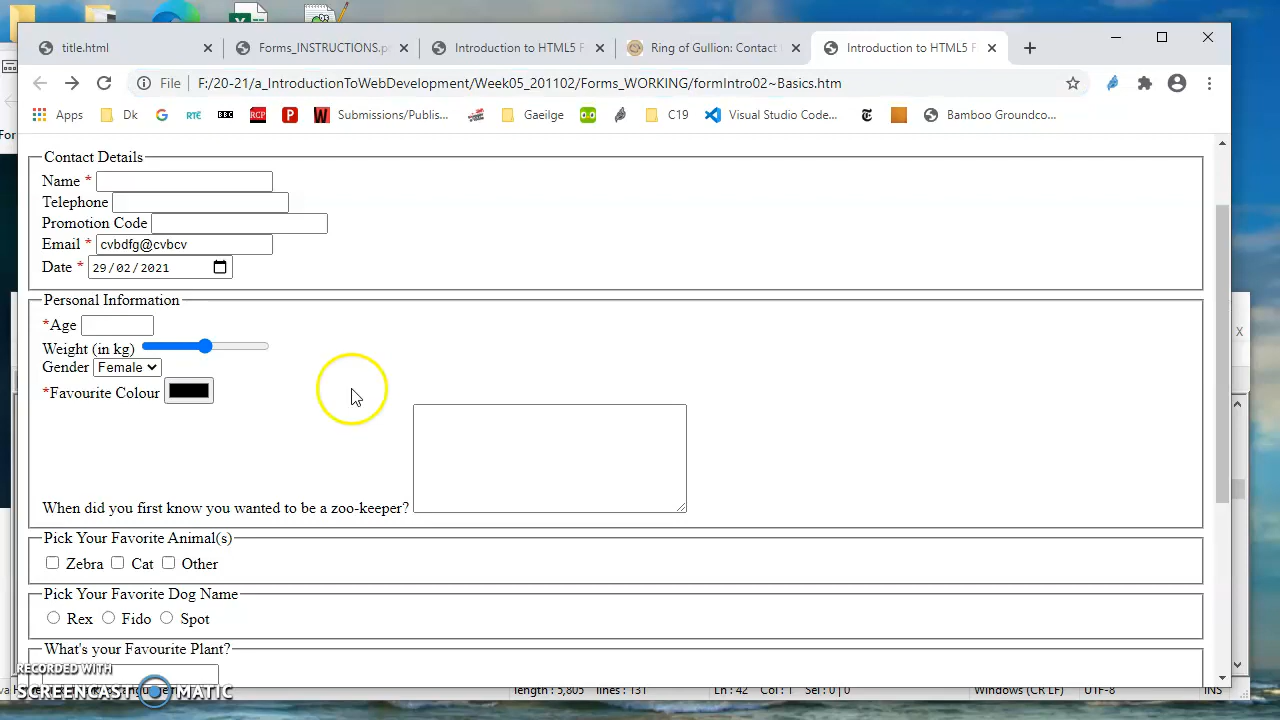 title.html
Forms_INSTRUCTIONS.p
Introduction to HTML5 F
Ring of Gullion: Contact
Introduction to HTML5 F
File F:/20-21/a_IntroductionToWebDevelopment/Week05_201102/Forms_WORKING/formIntro02~Basics.htm
Apps Dk G RTÉ BBC RCP P W Submissions/Publis... Gaeilge C19 Visual Studio Code... Bamboo Groundco...
For
Contact Details
Name *
Telephone
Promotion Code
Email * cvbdfg@cvbcv
Date * 29/02/2021
Personal Information
*Age
Weight (in kg)
Gender Female
*Favourite Colour
When did you first know you wanted to be a zoo-keeper?
Pick Your Favorite Animal(s)
Zebra Cat Other
Pick Your Favorite Dog Name
Rex Fido Spot
What's your Favourite Plant?
RECORDED WITH
SCREENCAST-O-MATIC
length : 5,805 lines : 131 Ln : 42 Col : 1 Sel : 0 | 0 Windows (CR LF) UTF-8 INS